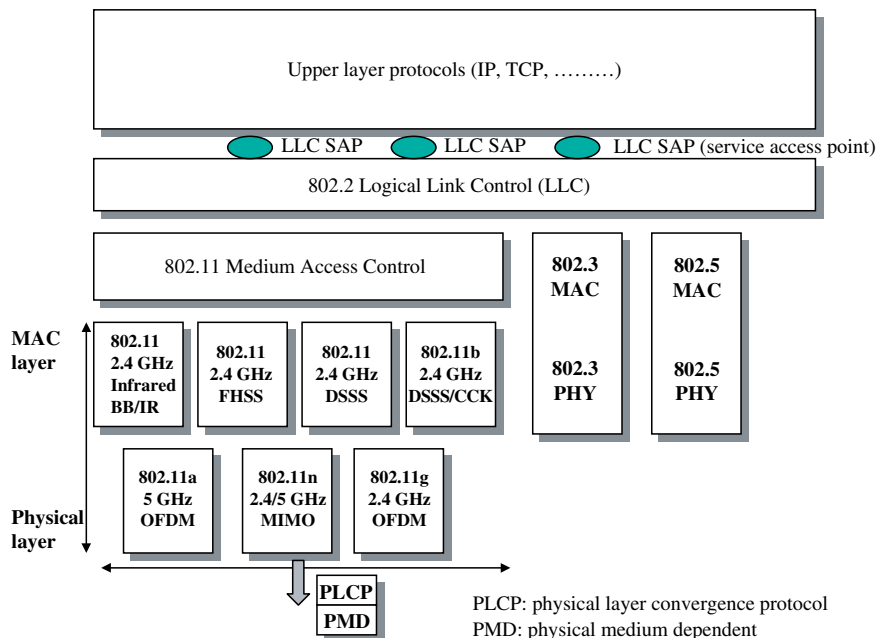 Upper layer protocols (IP, TCP, ………)
LLC SAP
LLC SAP
LLC SAP (service access point)
802.2 Logical Link Control (LLC)
802.11 Medium Access Control
802.3
MAC
802.5
MAC
MAC
layer
802.11
2.4 GHz
Infrared
BB/IR
802.11
2.4 GHz
FHSS
802.11
2.4 GHz
DSSS
802.11b
2.4 GHz
DSSS/CCK
802.3
PHY
802.5
PHY
Physical
layer
802.11a
5 GHz
OFDM
802.11n
2.4/5 GHz
MIMO
802.11g
2.4 GHz
OFDM
PLCP
PMD
PLCP: physical layer convergence protocol
PMD: physical medium dependent